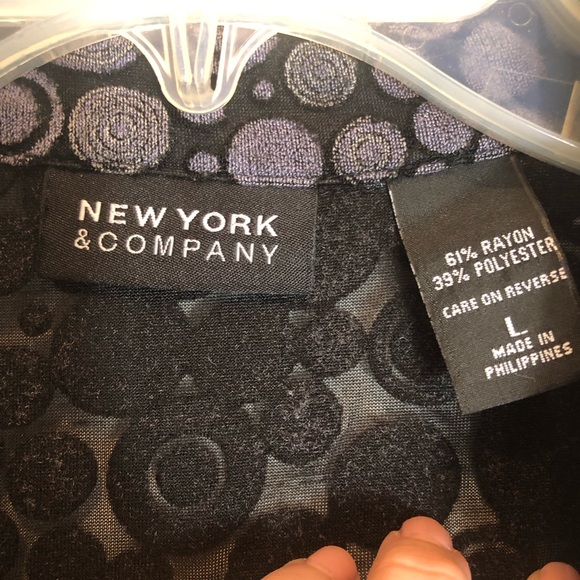 NEW YORK
& COMPANY
61% RAYON
39% POLYESTER
CARE ON REVERSE
L
MADE IN
PHILIPPINES